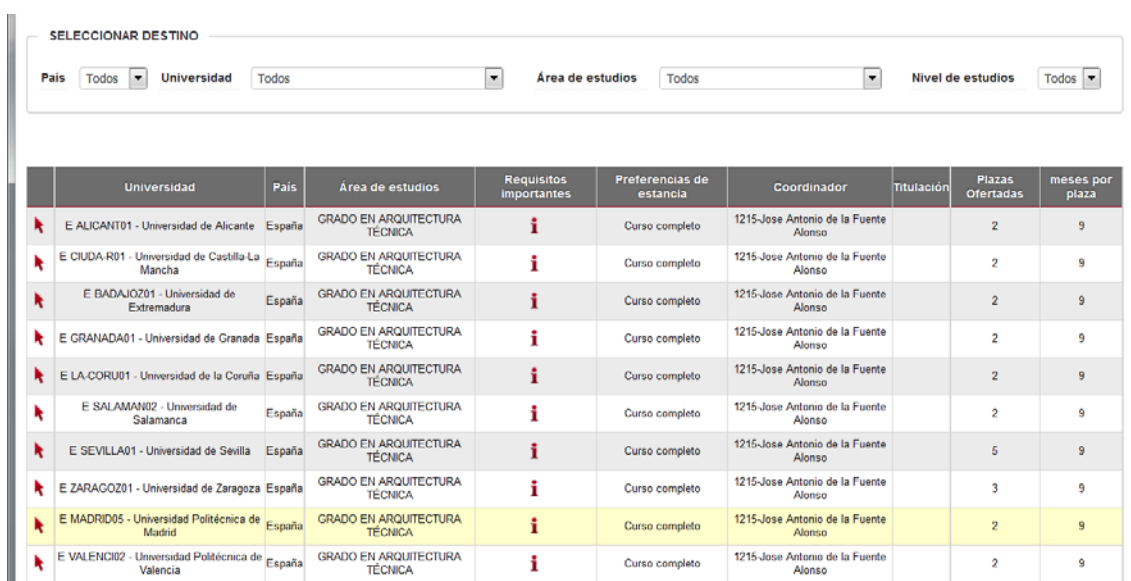 SELECCIONAR DESTINO
País Todos Universidad Todos Área de estudios Todos Nivel de estudios Todos
Universidad País Área de estudios Requisitos importantes Preferencias de estancia Coordinador Titulación Plazas Ofertadas meses por plaza
E ALICANT01 - Universidad de Alicante España GRADO EN ARQUITECTURA TÉCNICA i Curso completo 1215-Jose Antonio de la Fuente Alonso 2 9
E CIUDA-R01 - Universidad de Castilla-La Mancha España GRADO EN ARQUITECTURA TÉCNICA i Curso completo 1215-Jose Antonio de la Fuente Alonso 2 9
E BADAJOZ01 - Universidad de Extremadura España GRADO EN ARQUITECTURA TÉCNICA i Curso completo 1215-Jose Antonio de la Fuente Alonso 2 9
E GRANADA01 - Universidad de Granada España GRADO EN ARQUITECTURA TÉCNICA i Curso completo 1215-Jose Antonio de la Fuente Alonso 2 9
E LA-CORU01 - Universidad de la Coruña España GRADO EN ARQUITECTURA TÉCNICA i Curso completo 1215-Jose Antonio de la Fuente Alonso 2 9
E SALAMAN02 - Universidad de Salamanca España GRADO EN ARQUITECTURA TÉCNICA i Curso completo 1215-Jose Antonio de la Fuente Alonso 2 9
E SEVILLA01 - Universidad de Sevilla España GRADO EN ARQUITECTURA TÉCNICA i Curso completo 1215-Jose Antonio de la Fuente Alonso 5 9
E ZARAGOZ01 - Universidad de Zaragoza España GRADO EN ARQUITECTURA TÉCNICA i Curso completo 1215-Jose Antonio de la Fuente Alonso 3 9
E MADRID05 - Universidad Politécnica de Madrid España GRADO EN ARQUITECTURA TÉCNICA i Curso completo 1215-Jose Antonio de la Fuente Alonso 2 9
E VALENCI02 - Universidad Politécnica de Valencia España GRADO EN ARQUITECTURA TÉCNICA i Curso completo 1215-Jose Antonio de la Fuente Alonso 2 9